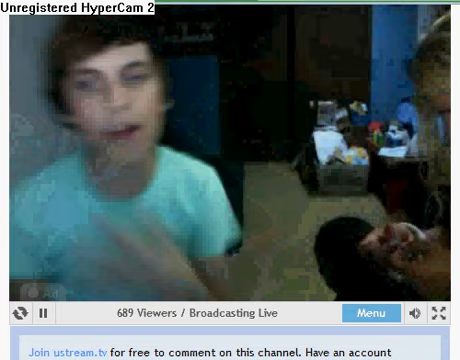 Unregistered HyperCam 2
689 Viewers / Broadcasting Live
Menu
Join ustream.tv for free to comment on this channel. Have an account